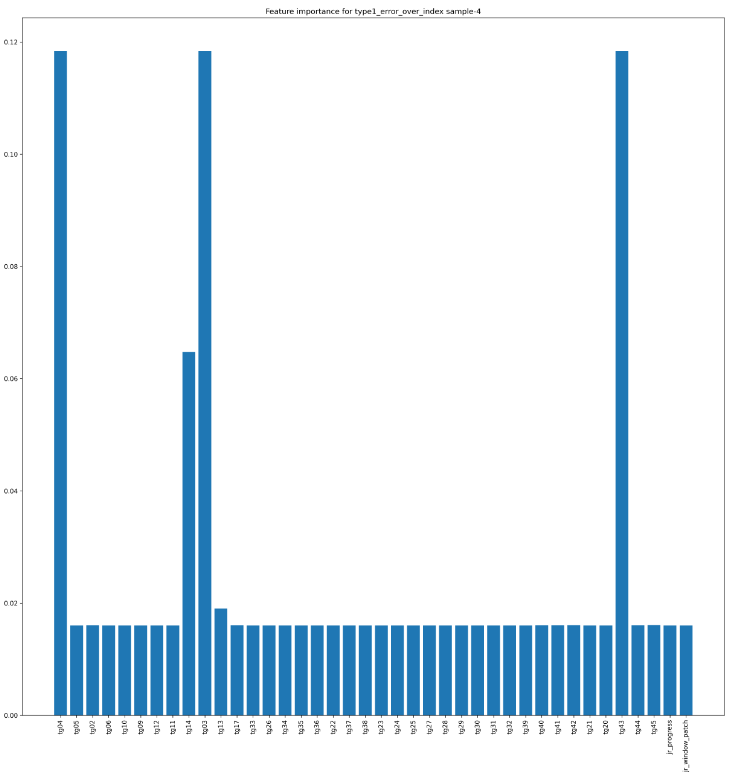 Feature importance for type1_error_over_index sample-4
0.12
0.10
0.08
0.06
0.04
0.02
0.00
tg04
tg05
tg02
tg06
tg10
tg09
tg12
tg11
tg14
tg03
tg13
tg17
tg33
tg26
tg34
tg35
tg36
tg22
tg37
tg38
tg23
tg24
tg25
tg27
tg28
tg29
tg30
tg31
tg32
tg39
tg40
tg41
tg42
tg21
tg20
tg43
tg44
tg45
jr_progress
jr_window_patch